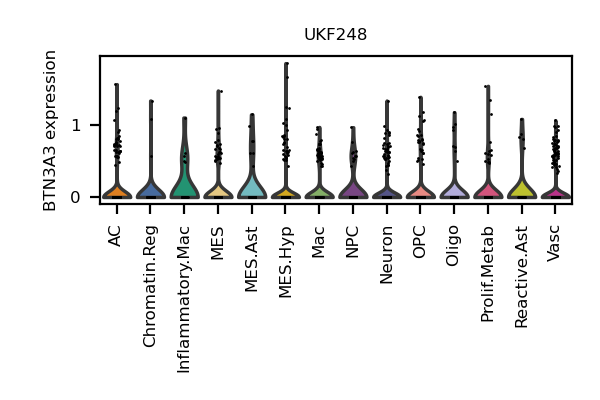 UKF248
BTN3A3 expression
1
0
AC
Chromatin.Reg
Inflammatory.Mac
MES
MES.Ast
MES.Hyp
Mac
NPC
Neuron
OPC
Oligo
Prolif.Metab
Reactive.Ast
Vasc